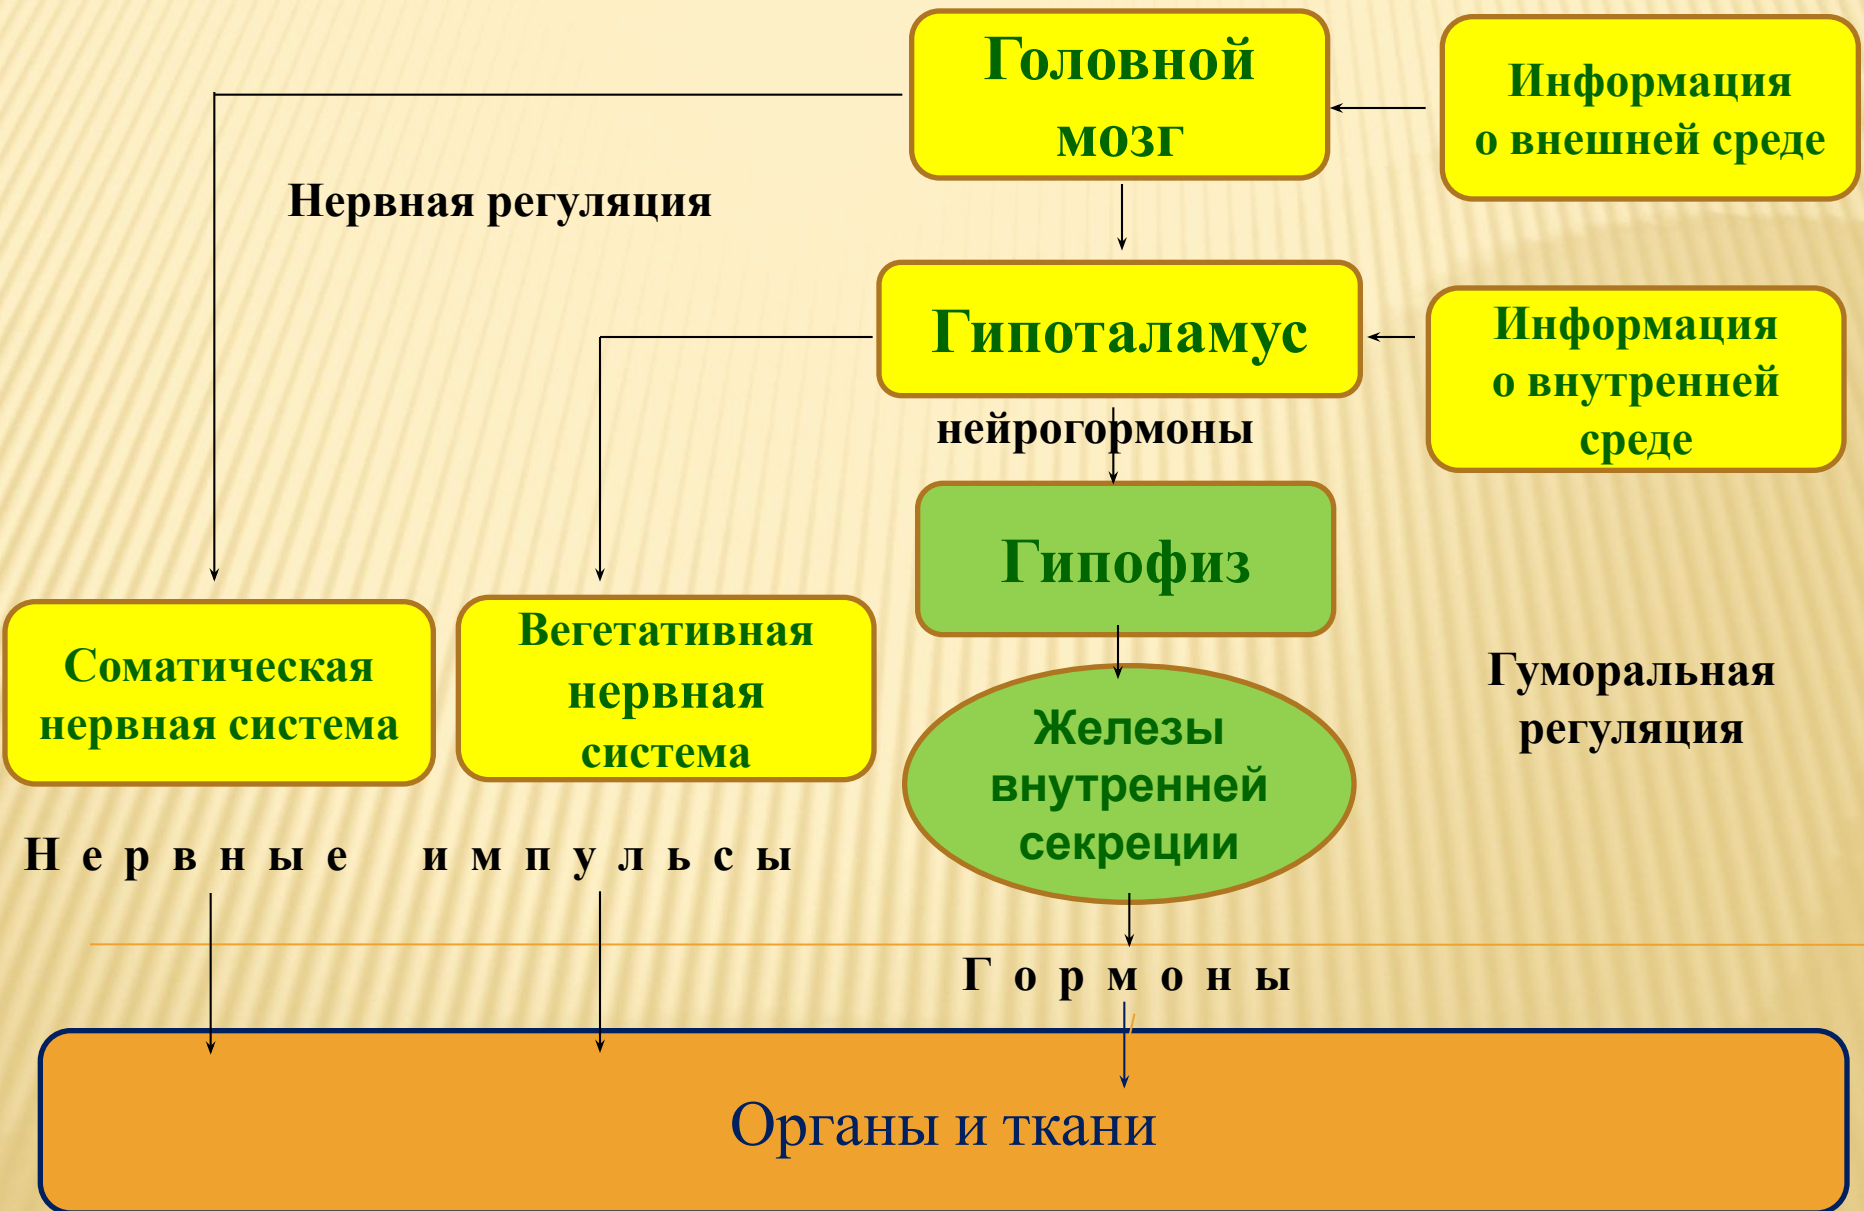 Головной
мозг
Информация
о внешней среде
Нервная регуляция
Гипоталамус
Информация
о внутренней
среде
нейрогормоны
Гипофиз
Соматическая
нервная система
Вегетативная
нервная
система
Железы
внутренней
секреции
Гуморальная
регуляция
Н е р в н ы е и м п у л ь с ы
Г о р м о н ы
Органы и ткани